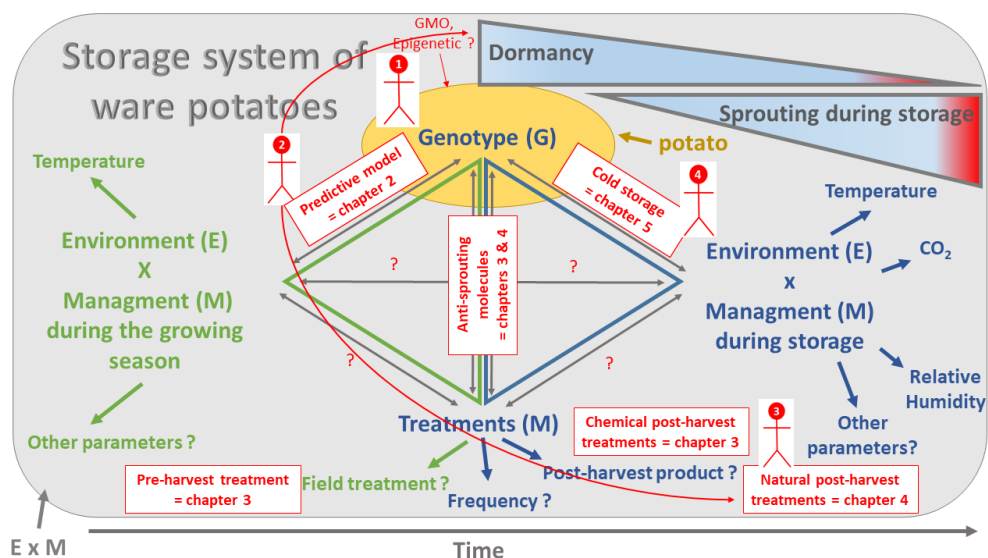 GMO,
Epigenetic ?
Storage system of
ware potatoes
1
Dormancy
Sprouting during storage
2
Genotype (G)
potato
Temperature
Predictive model
= chapter 2
Cold storage
= chapter 5
4
Temperature
Environment (E)
X
Managment (M)
during the growing
season
?
?
Anti-sprouting
molecules
= chapters 3 & 4
Environment (E)
x
Managment (M)
during storage
CO2
?
?
Relative
Humidity
Other parameters ?
Treatments (M)
Chemical post-harvest
treatments = chapter 3
3
Other
parameters?
Pre-harvest treatment
= chapter 3
Field treatment ?
Frequency ?
Post-harvest product ?
Natural post-harvest
treatments = chapter 4
E x M
Time